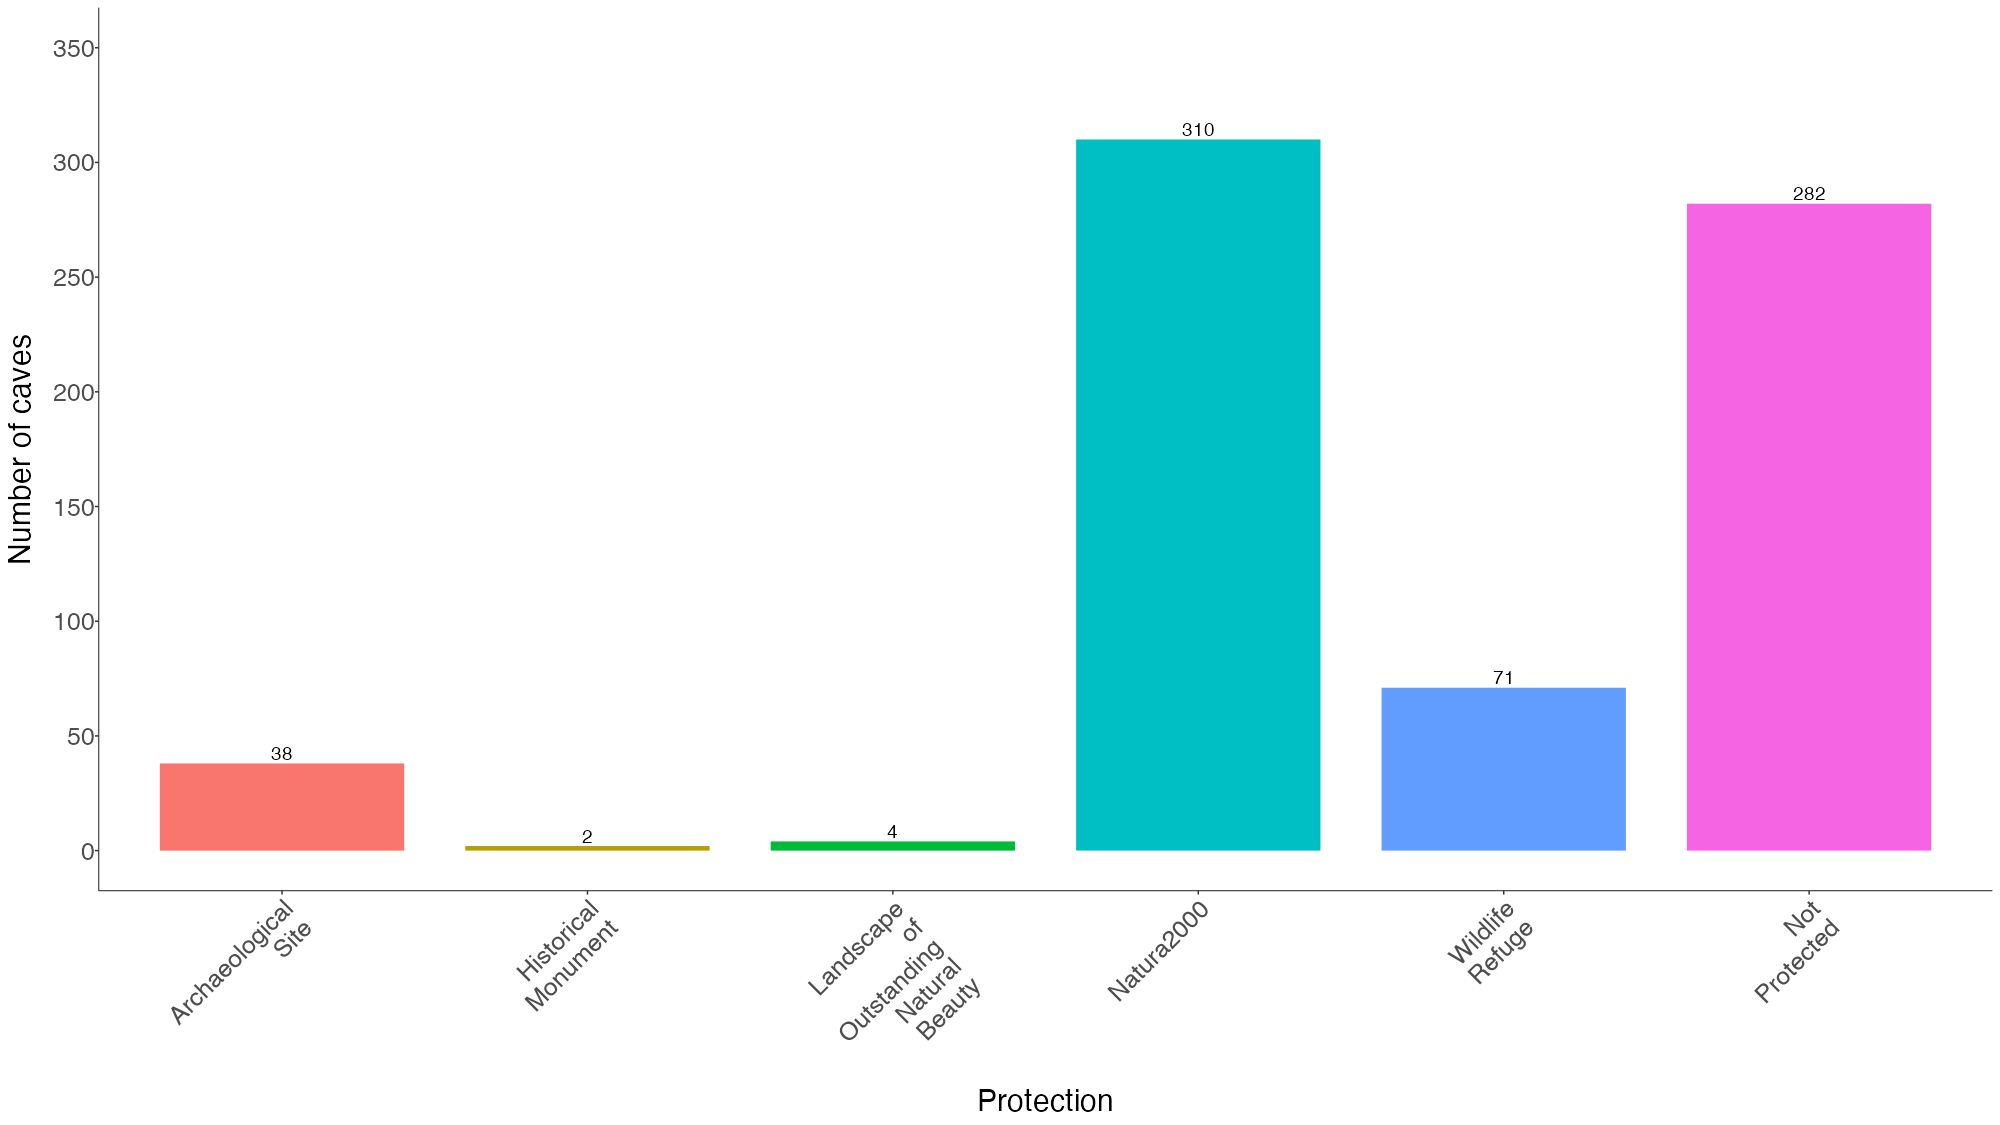 Number of caves
350
300
250
200
150
100
50
0
38
2
4
310
71
282
Archaeological
Site
Historical
Monument
Landscape
of
Outstanding
Natural
Beauty
Natura2000
Wildlife
Refuge
Not
Protected
Protection